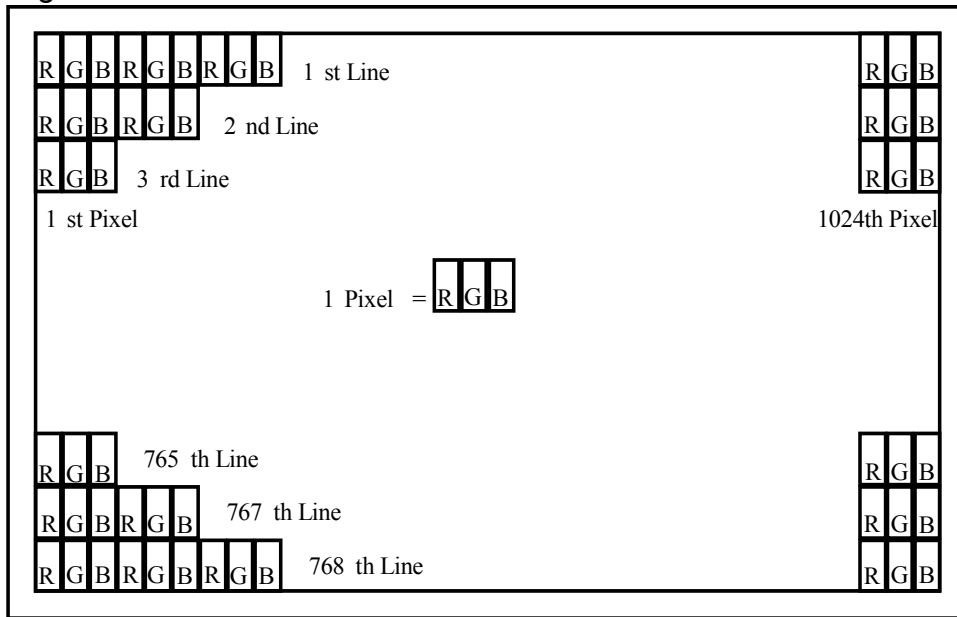 R G B R G B R G B 1 st Line R G B
R G B R G B 2 nd Line R G B
R G B 3 rd Line R G B
1 st Pixel 1024th Pixel
1 Pixel = R G B
R G B 765 th Line R G B
R G B R G B 767 th Line R G B
R G B R G B R G B 768 th Line R G B